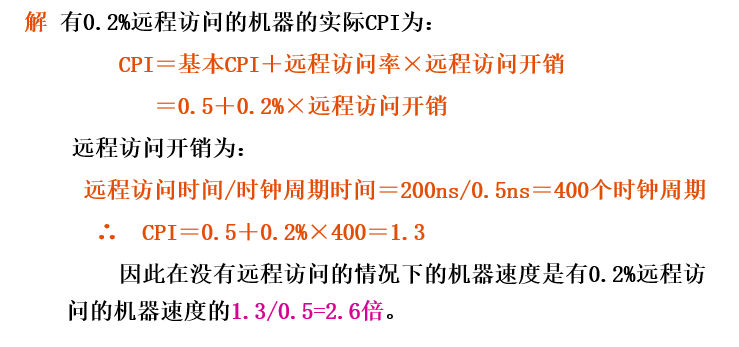 解 有0.2%远程访问的机器的实际CPI为：
CPI＝基本CPI＋远程访问率×远程访问开销
＝0.5＋0.2%×远程访问开销
远程访问开销为：
远程访问时间/时钟周期时间＝200ns/0.5ns＝400个时钟周期
∴ CPI＝0.5＋0.2%×400＝1.3
因此在没有远程访问的情况下的机器速度是有0.2%远程访
问的机器速度的1.3/0.5=2.6倍。